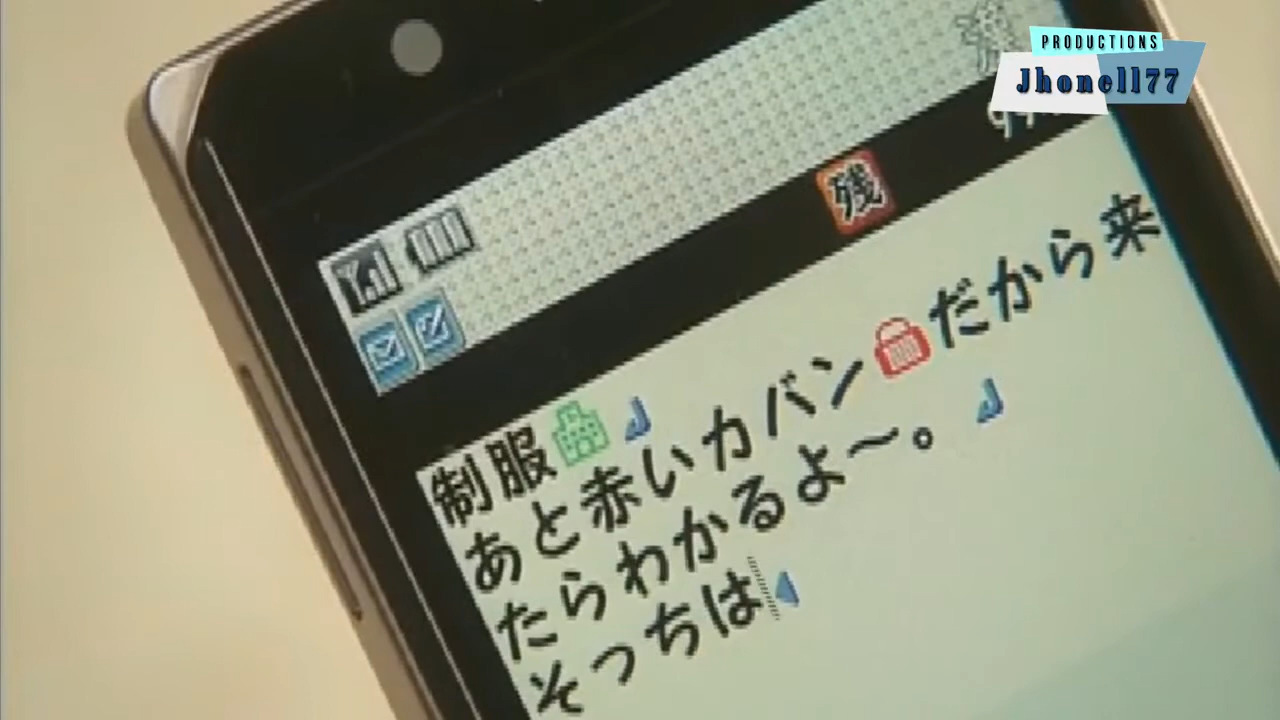 PRODUCTIONS
Jhonell77
残
制服
あと赤いカバンだから来
たらわかるよ～。
そっちは